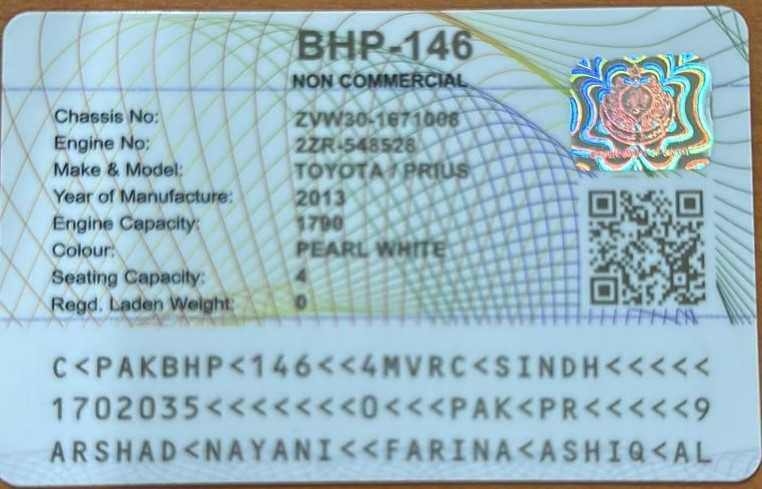 BHP-146
NON COMMERCIAL
Chassis No: ZVW30-1671008
Engine No: 2ZR-548528
Make & Model: TOYOTA / PRIUS
Year of Manufacture: 2013
Engine Capacity: 1790
Colour: PEARL WHITE
Seating Capacity: 4
Regd. Laden Weight: 0
C<PAKBHP<146<<4MVRC<SINDH<<<<<
1702035<<<<<<<0<<<PAK<PR<<<<<9
ARSHAD<NAYANI<<FARINA<ASHIQ<AL